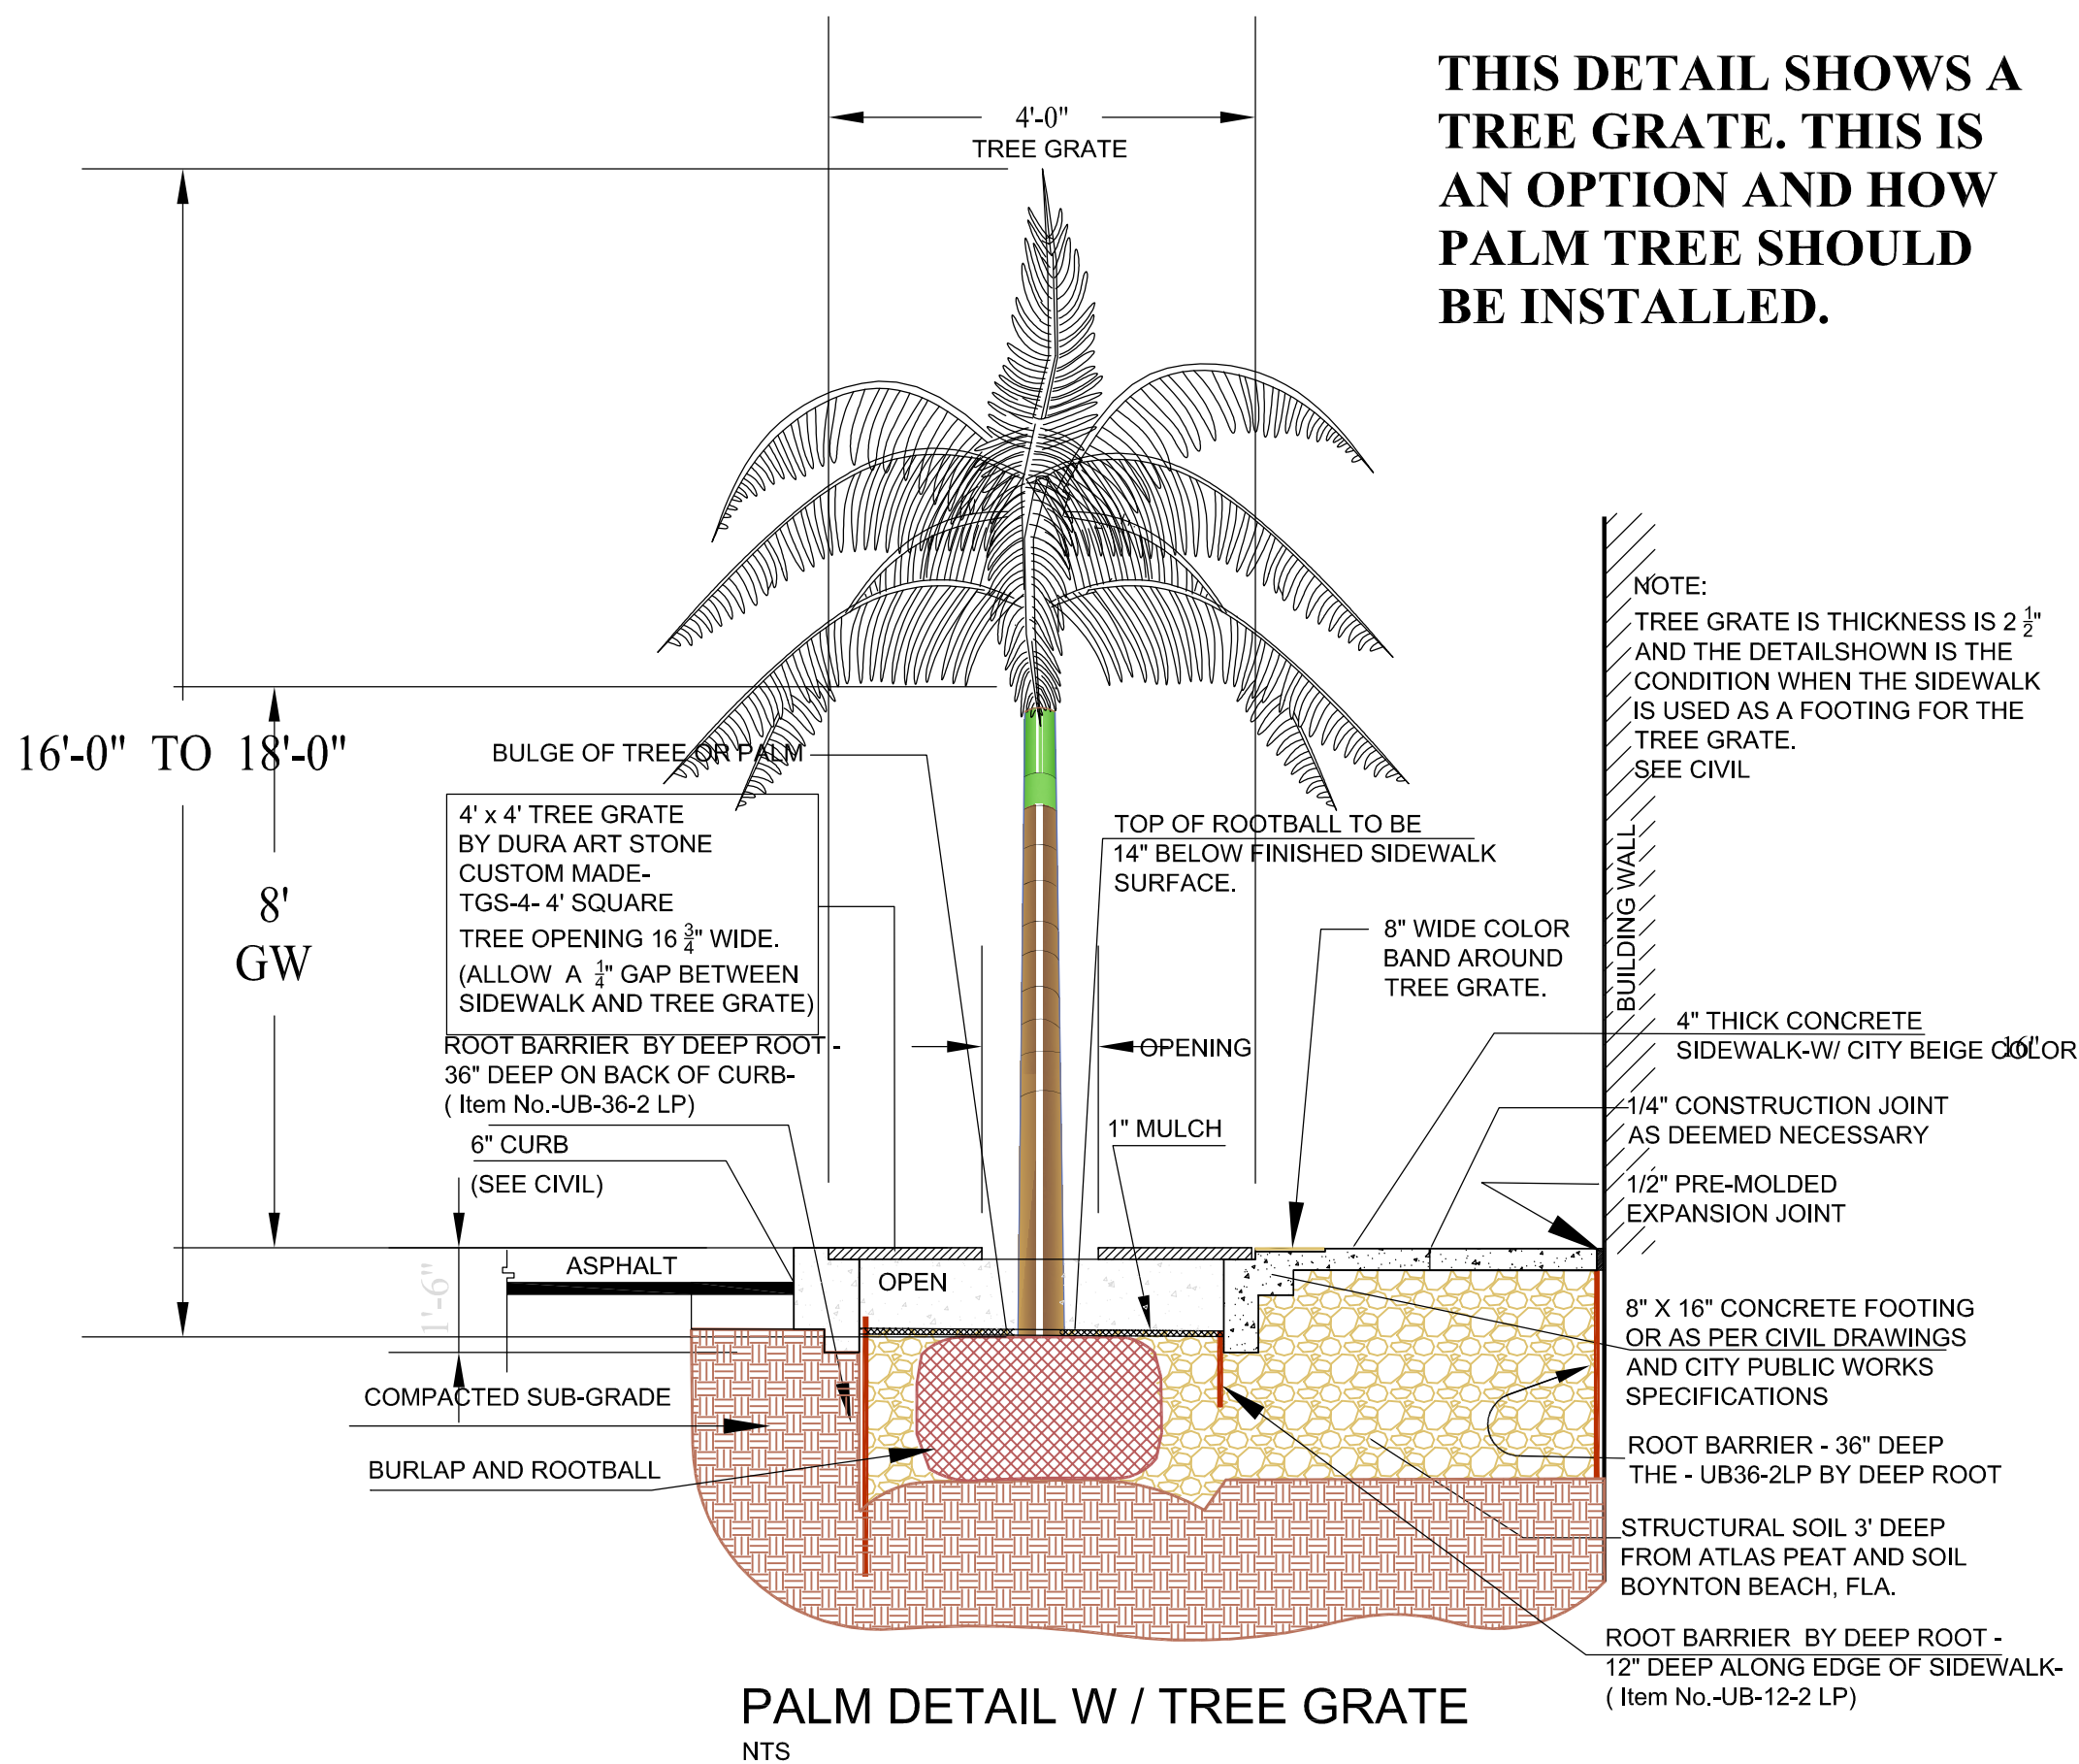 THIS DETAIL SHOWS A
TREE GRATE. THIS IS
AN OPTION AND HOW
PALM TREE SHOULD
BE INSTALLED.
4'-0"
TREE GRATE
16'-0" TO 18'-0"
8'
GW
BULGE OF TREE OR PALM
4' x 4' TREE GRATE
BY DURA ART STONE
CUSTOM MADE-
TGS-4- 4' SQUARE
TREE OPENING 16 3/4" WIDE.
(ALLOW A 1/4" GAP BETWEEN
SIDEWALK AND TREE GRATE)
ROOT BARRIER BY DEEP ROOT -
36" DEEP ON BACK OF CURB-
( Item No.-UB-36-2 LP)
6" CURB
(SEE CIVIL)
1'-6"
ASPHALT
OPEN
COMPACTED SUB-GRADE
BURLAP AND ROOTBALL
TOP OF ROOTBALL TO BE
14" BELOW FINISHED SIDEWALK
SURFACE.
OPENING
1" MULCH
8" WIDE COLOR
BAND AROUND
TREE GRATE.
NOTE:
TREE GRATE IS THICKNESS IS 2 1/2"
AND THE DETAILSHOWN IS THE
CONDITION WHEN THE SIDEWALK
IS USED AS A FOOTING FOR THE
TREE GRATE.
SEE CIVIL
BUILDING WALL
4" THICK CONCRETE
SIDEWALK-W/ CITY BEIGE COLOR
16"
1/4" CONSTRUCTION JOINT
AS DEEMED NECESSARY
1/2" PRE-MOLDED
EXPANSION JOINT
8" X 16" CONCRETE FOOTING
OR AS PER CIVIL DRAWINGS
AND CITY PUBLIC WORKS
SPECIFICATIONS
ROOT BARRIER - 36" DEEP
THE - UB36-2LP BY DEEP ROOT
STRUCTURAL SOIL 3' DEEP
FROM ATLAS PEAT AND SOIL
BOYNTON BEACH, FLA.
ROOT BARRIER BY DEEP ROOT -
12" DEEP ALONG EDGE OF SIDEWALK-
( Item No.-UB-12-2 LP)
PALM DETAIL W / TREE GRATE
NTS